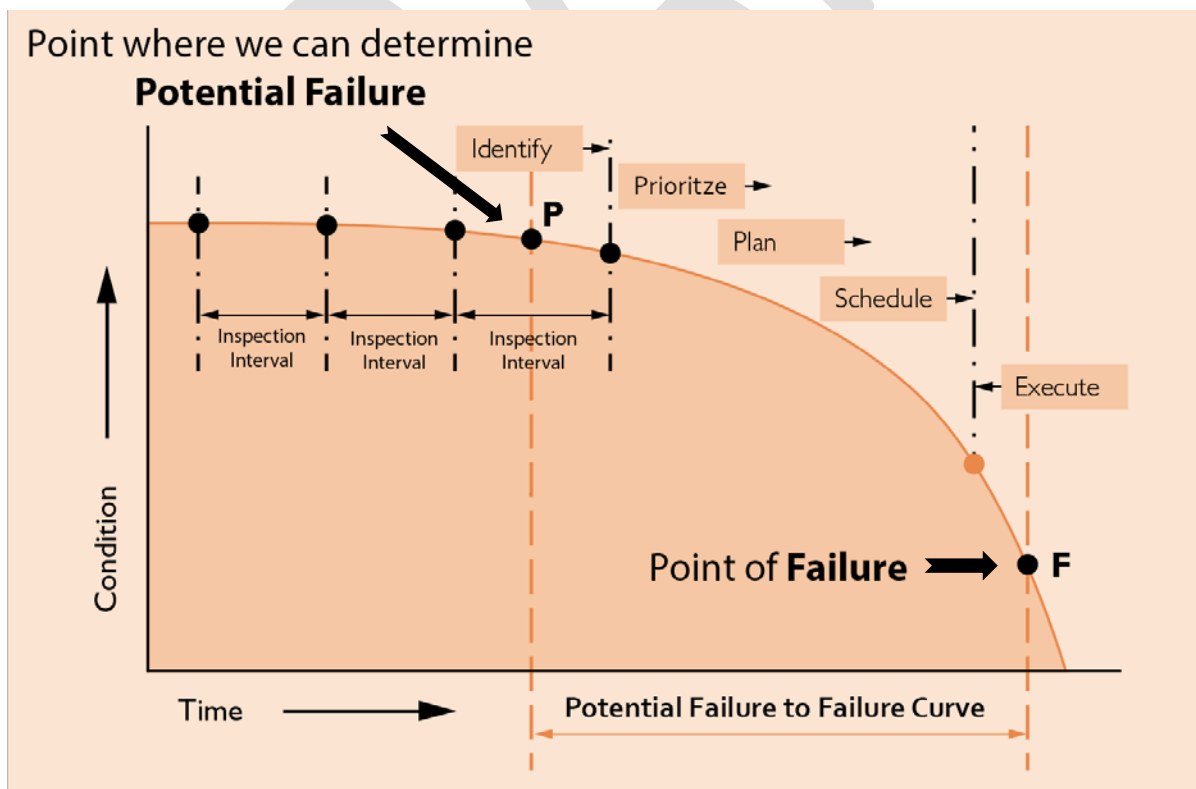 Point where we can determine
Potential Failure
Identify
P
Prioritze
Plan
Schedule
Inspection
Interval
Inspection
Interval
Inspection
Interval
Execute
Condition
Point of Failure
F
Time
Potential Failure to Failure Curve